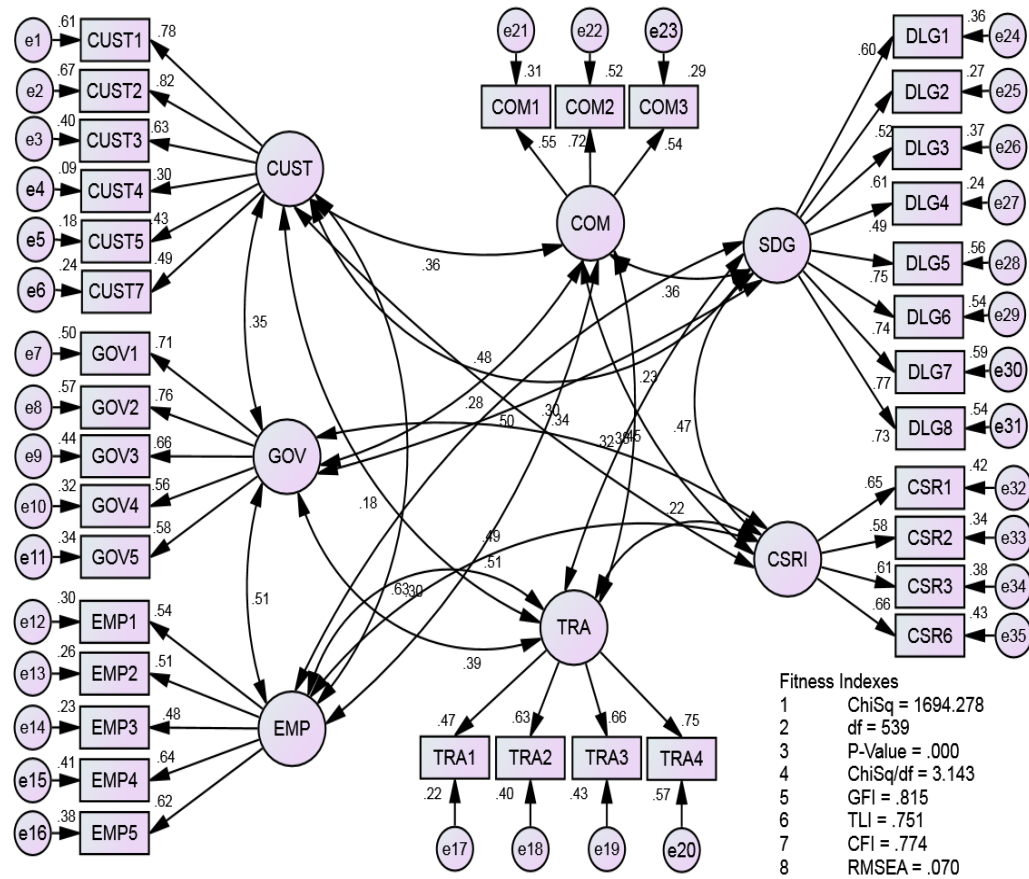 e1 .61 CUST1 .78
e2 .67 CUST2 .82
e3 .40 CUST3 .63
e4 .09 CUST4 .30
e5 .18 CUST5 .43
e6 .24 CUST7 .49
CUST
e7 .50 GOV1 .71
e8 .57 GOV2 .76
e9 .44 GOV3 .66
e10 .32 GOV4 .56
e11 .34 GOV5 .58
GOV
e12 .30 EMP1 .54
e13 .26 EMP2 .51
e14 .23 EMP3 .48
e15 .41 EMP4 .64
e16 .38 EMP5 .62
EMP
e21 e22 e23
.31 .52 .29
COM1 COM2 COM3
.55 .72 .54
COM
SDG
.60 DLG1 .36 e24
DLG2 .27 e25
.52 DLG3 .37 e26
.61 DLG4 .24 e27
.49
.75 DLG5 .56 e28
.74 DLG6 .54 e29
.77 DLG7 .59 e30
.73 DLG8 .54 e31
CSRI
.65 CSR1 .42 e32
.58 CSR2 .34 e33
.61 CSR3 .38 e34
.66 CSR6 .43 e35
.36 .36
.35
.48 .23
.28 .30
.50 .34 .32 .45 .47
.18 .22
.49
.51
.51
.63 .30
.39
TRA
.47 .63 .66 .75
TRA1 TRA2 TRA3 TRA4
.22 .40 .43 .57
e17 e18 e19 e20
Fitness Indexes
1 ChiSq = 1694.278
2 df = 539
3 P-Value = .000
4 ChiSq/df = 3.143
5 GFI = .815
6 TLI = .751
7 CFI = .774
8 RMSEA = .070